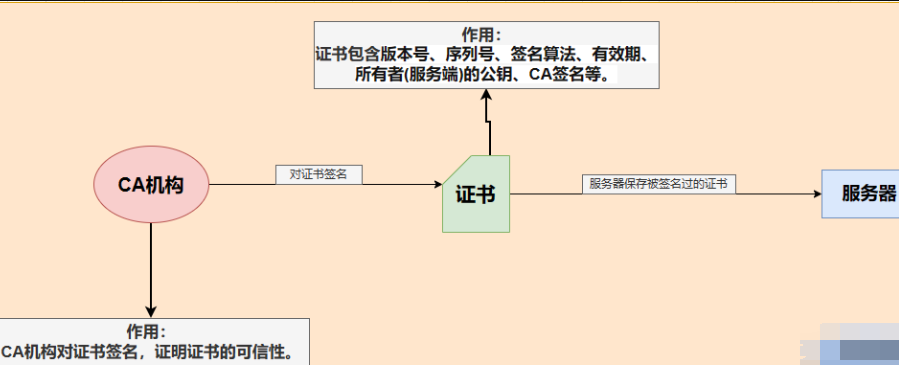 作用：
证书包含版本号、序列号、签名算法、有效期、
所有者(服务端)的公钥、CA签名等。
CA机构
对证书签名
证书
服务器保存被签名过的证书
服务器
作用：
CA机构对证书签名，证明证书的可信性。